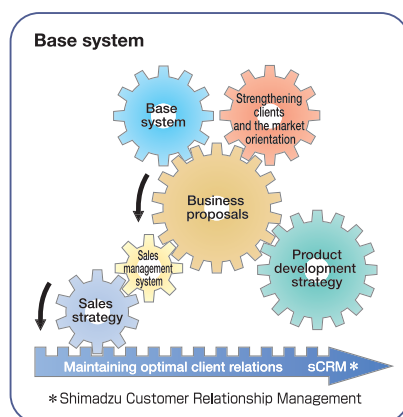 Base system
Base
system
Strengthening
clients
and the market
orientation
Business
proposals
Sales
management
system
Product
development
strategy
Sales
strategy
Maintaining optimal client relations sCRM*
*Shimadzu Customer Relationship Management